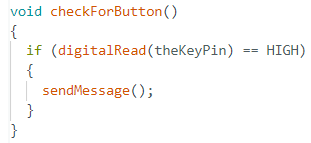 void checkForButton()
{
  if (digitalRead(theKeyPin) == HIGH)
  {
    sendMessage();
  }
}